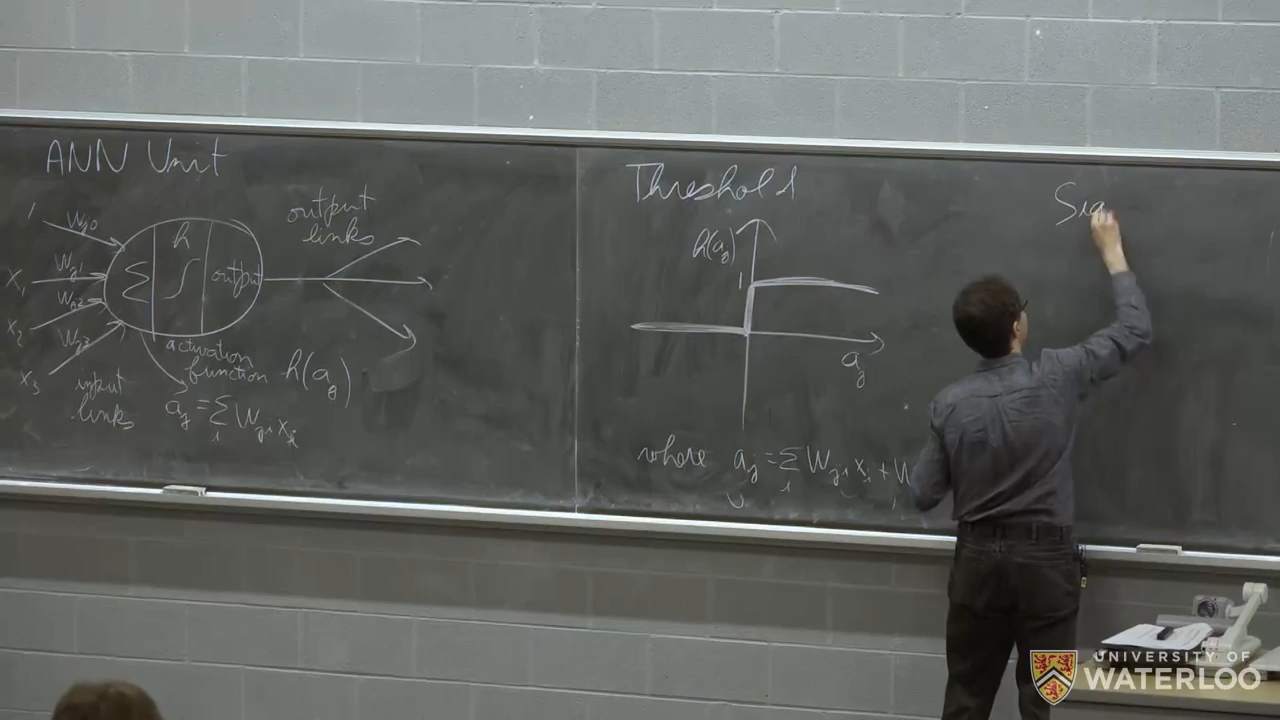 ANN Unit
1 W_j0
x_1 W_j1
x_2 W_j2
x_3 W_j3
input links
Σ h ∫ output
output links
activation function h(a_j)
a_j = Σ_i W_ji x_i
Threshold
h(a_j)
1
a_j
where a_j = Σ_i W_ji x_i + W
Sig
UNIVERSITY OF
WATERLOO